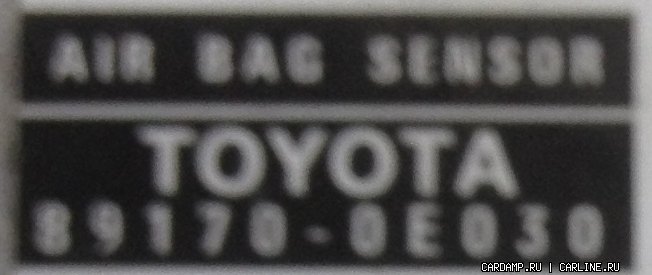 AIR BAG SENSOR
TOYOTA
89170-0E030
CARDAMP.RU | CARLINE.RU